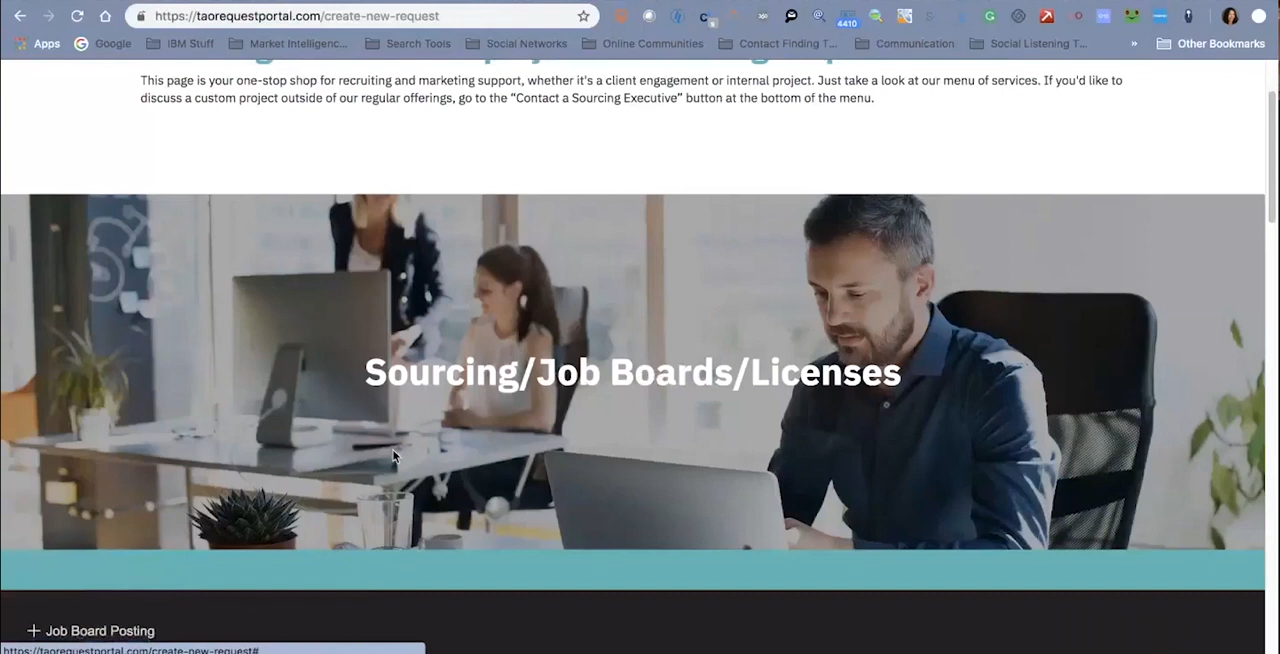 https://taorequestportal.com/create-new-request
4410
Apps
Google
IBM Stuff
Market Intelligenc...
Search Tools
Social Networks
Online Communities
Contact Finding T...
Communication
Social Listening T...
»
Other Bookmarks
This page is your one-stop shop for recruiting and marketing support, whether it's a client engagement or internal project. Just take a look at our menu of services. If you'd like to
discuss a custom project outside of our regular offerings, go to the “Contact a Sourcing Executive” button at the bottom of the menu.
Sourcing/Job Boards/Licenses
+ Job Board Posting
https://taorequestportal.com/create-new-request#